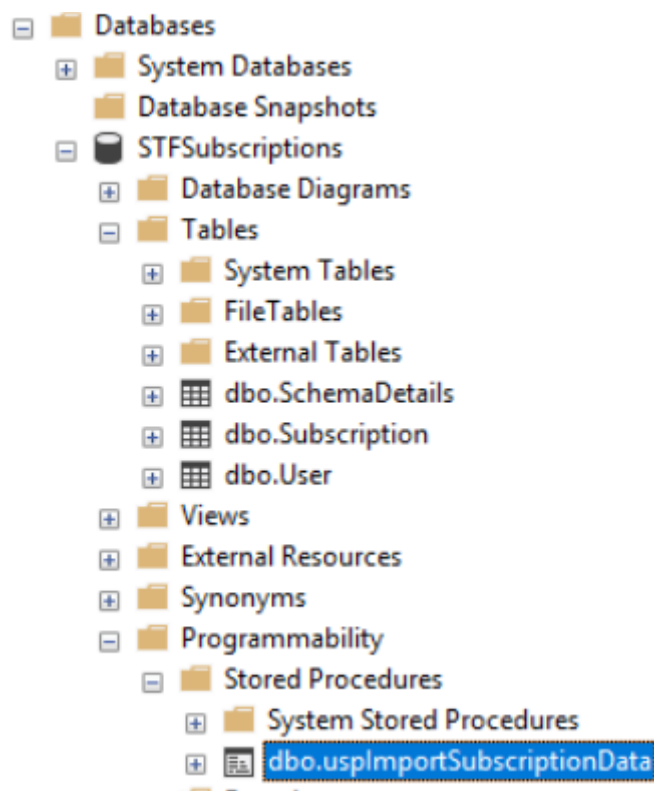 Databases
System Databases
Database Snapshots
STFSubscriptions
Database Diagrams
Tables
System Tables
FileTables
External Tables
dbo.SchemaDetails
dbo.Subscription
dbo.User
Views
External Resources
Synonyms
Programmability
Stored Procedures
System Stored Procedures
dbo.uspImportSubscriptionData